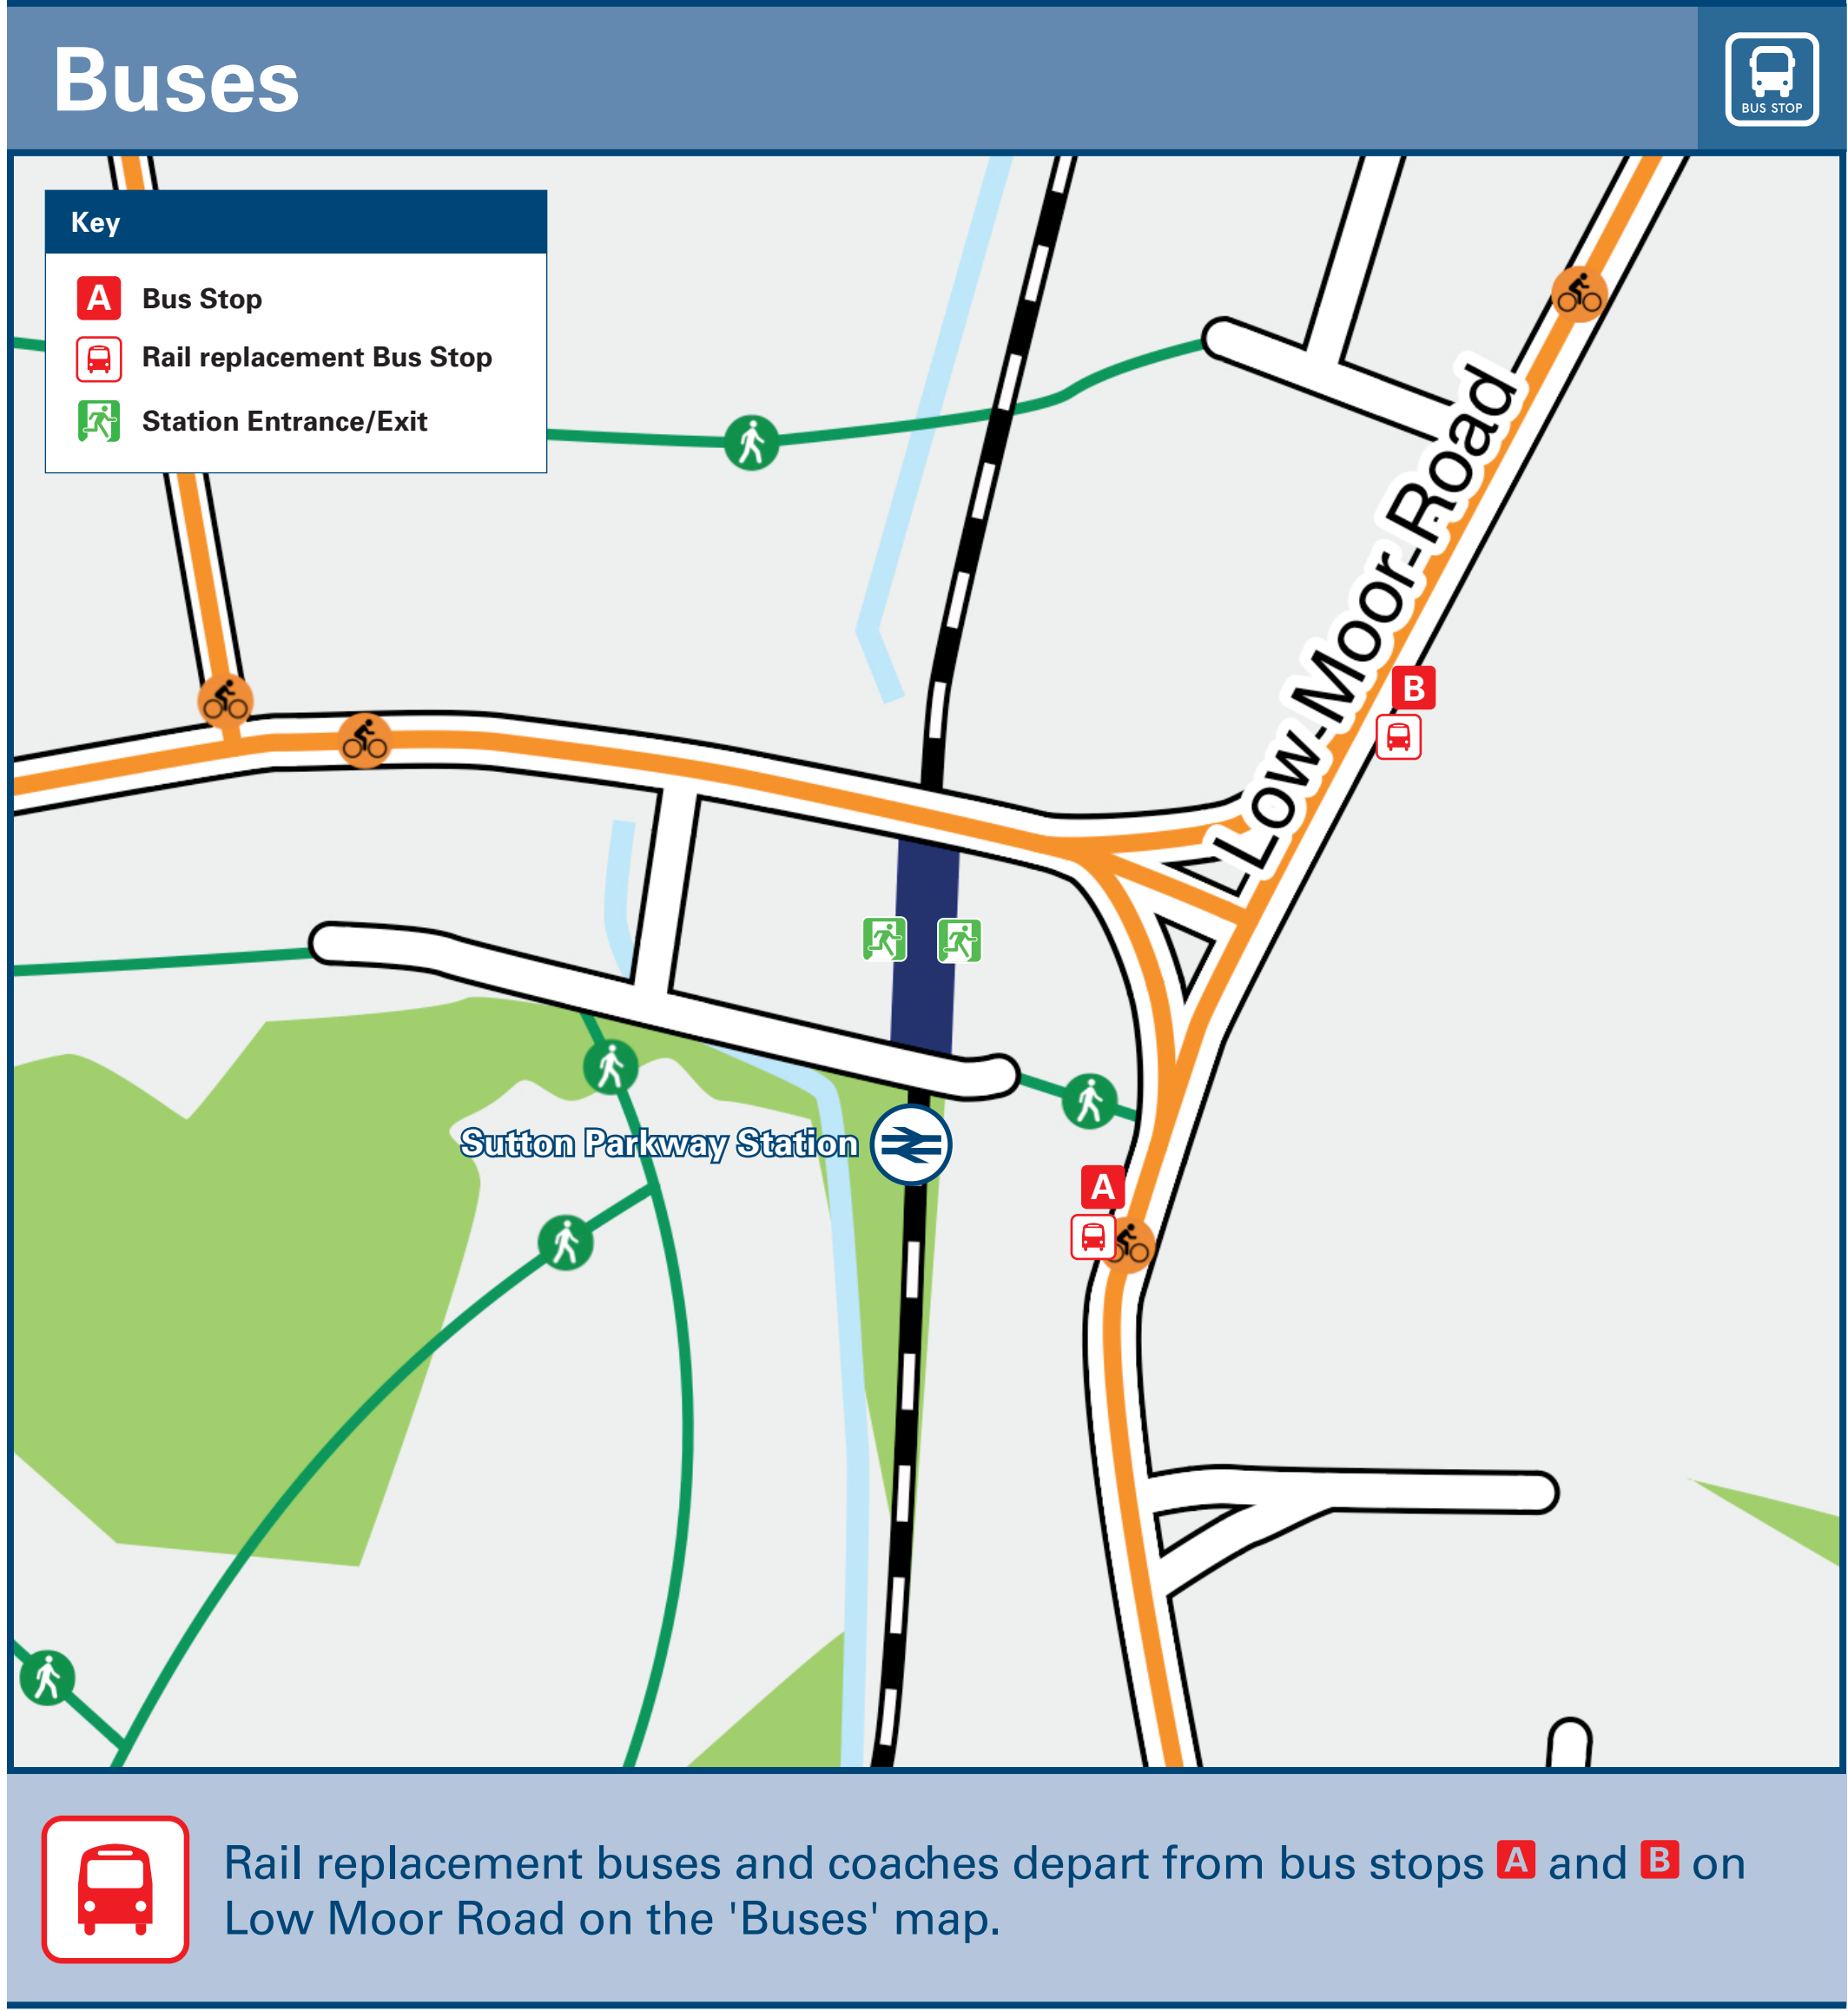 Buses
BUS STOP
Key
A Bus Stop
Rail replacement Bus Stop
Station Entrance/Exit
Low-Moor-Road
B
Sutton Parkway Station
A
Rail replacement buses and coaches depart from bus stops A and B on
Low Moor Road on the 'Buses' map.